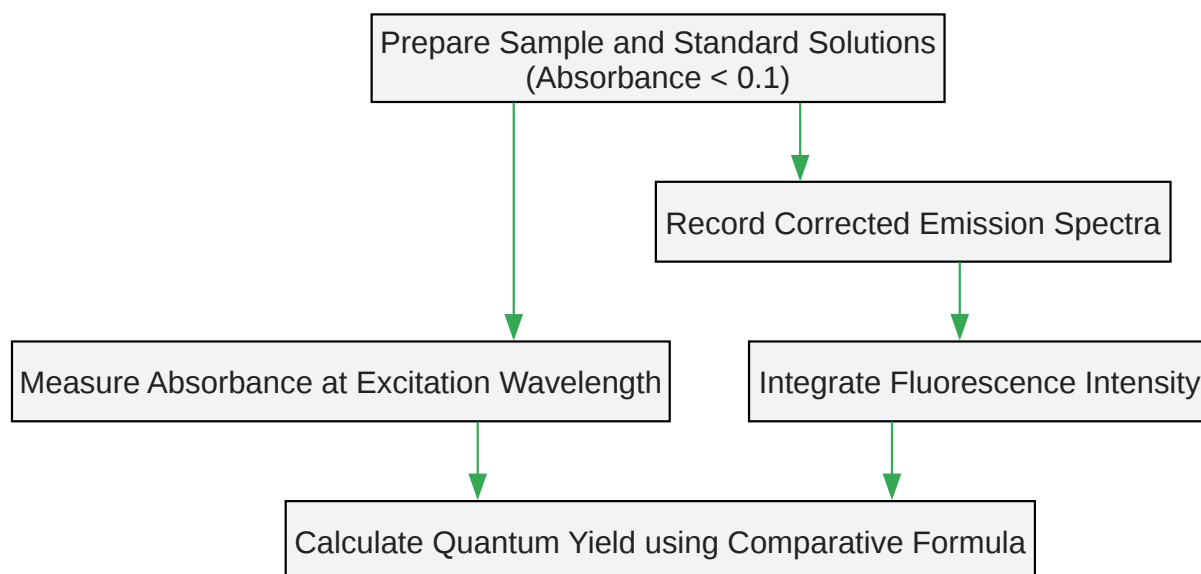 Prepare Sample and Standard Solutions
(Absorbance < 0.1)
Record Corrected Emission Spectra
Measure Absorbance at Excitation Wavelength
Integrate Fluorescence Intensity
Calculate Quantum Yield using Comparative Formula